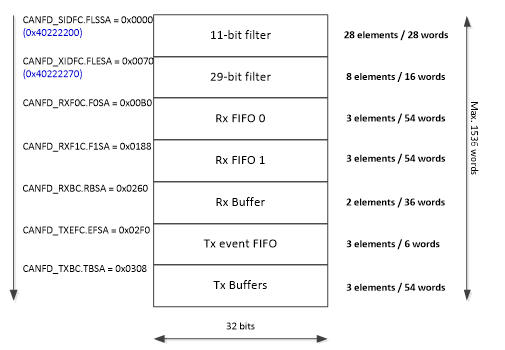 CANFD_SIDFC.FLSSA = 0x0000
(0x40222200)
11-bit filter
28 elements / 28 words
CANFD_XIDFC.FLESA = 0x0070
(0x40222270)
29-bit filter
8 elements / 16 words
CANFD_RXF0C.F0SA = 0x00B0
Rx FIFO 0
3 elements / 54 words
CANFD_RXF1C.F1SA = 0x0188
Rx FIFO 1
3 elements / 54 words
CANFD_RXBC.RBSA = 0x0260
Rx Buffer
2 elements / 36 words
CANFD_TXEFC.EFSA = 0x02F0
Tx event FIFO
3 elements / 6 words
CANFD_TXBC.TBSA = 0x0308
Tx Buffers
3 elements / 54 words
Max. 1536 words
32 bits